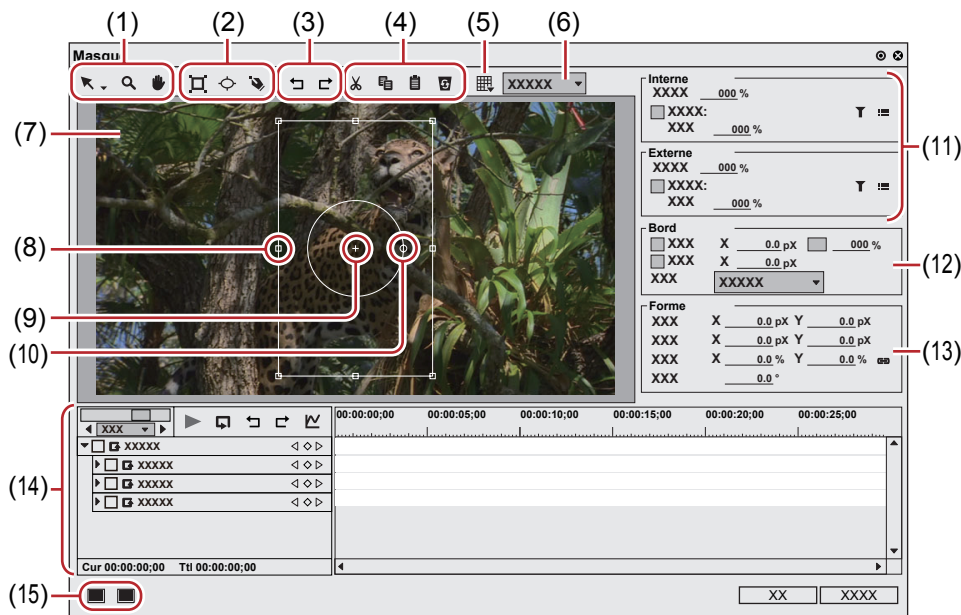 (1) (2) (3) (4) (5) (6)
Masque
XXXXX
(7)
(8)
(9)
(10)
Interne
XXXX 000 %
XXXX:
XXX 000 %
Externe
XXXX 000 %
XXXX:
XXX 000 %
(11)
Bord
XXX X 0.0 pX 000 %
XXX X 0.0 pX
XXX XXXXX
(12)
Forme
XXX X 0.0 pX Y 0.0 pX
XXX X 0.0 pX Y 0.0 pX
XXX X 0.0 % Y 0.0 %
XXX 0.0 °
(13)
(14)
XXX
00:00:00;00 00:00:05;00 00:00:10;00 00:00:15;00 00:00:20;00 00:00:25;00
XXXXX
XXXXX
XXXXX
XXXXX
Cur 00:00:00;00 Ttl 00:00:00;00
(15)
XX XXXX